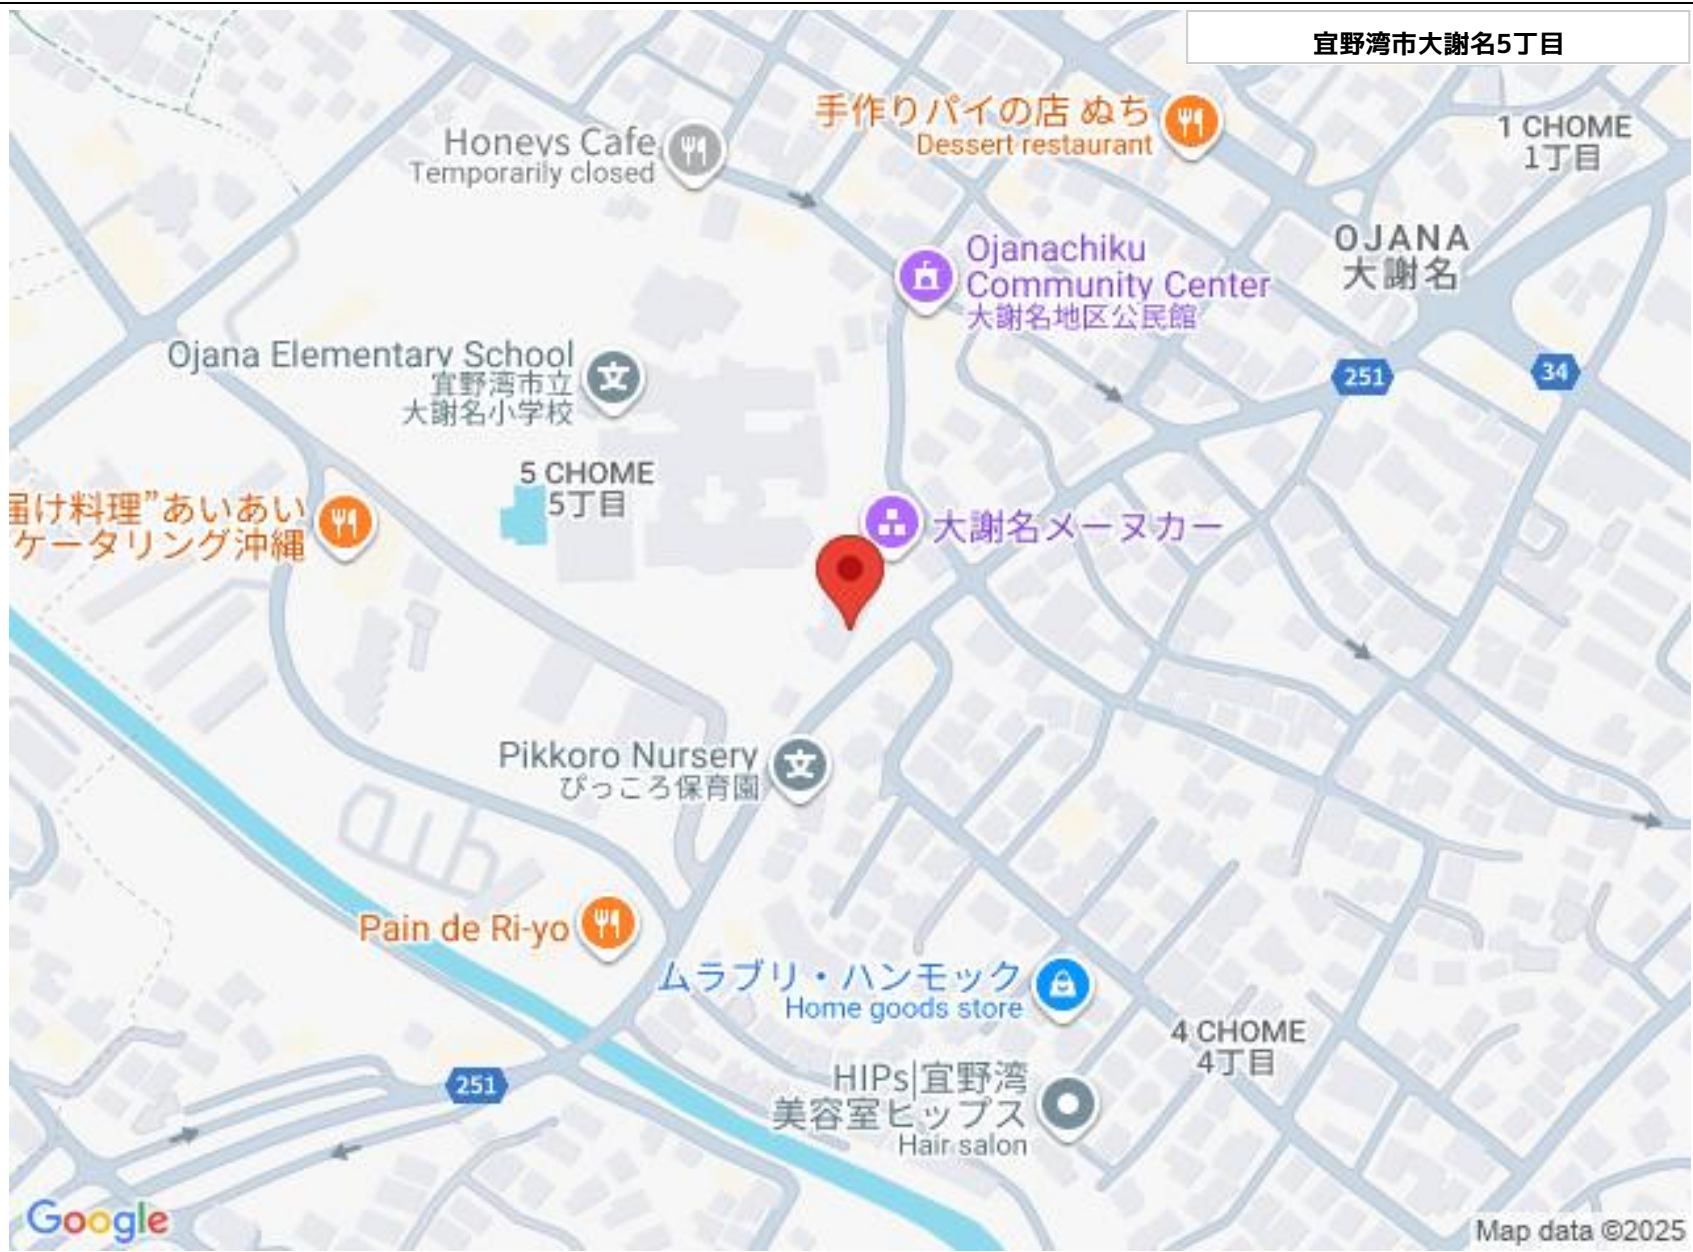 宜野湾市大謝名5丁目
手作りパイの店 ぬち
Dessert restaurant
1 CHOME
1丁目
Honeys Cafe
Temporarily closed
OJANA
大謝名
Ojanachiku
Community Center
大謝名地区公民館
Ojana Elementary School
宜野湾市立
大謝名小学校
251
34
5 CHOME
5丁目
届け料理”あいあい
ケータリング沖縄
大謝名メーヌカー
Pikkoro Nursery
ぴっころ保育園
Pain de Ri-yo
ムラブリ・ハンモック
Home goods store
4 CHOME
4丁目
251
HIPs|宜野湾
美容室ヒップス
Hair salon
Google
Map data ©2025